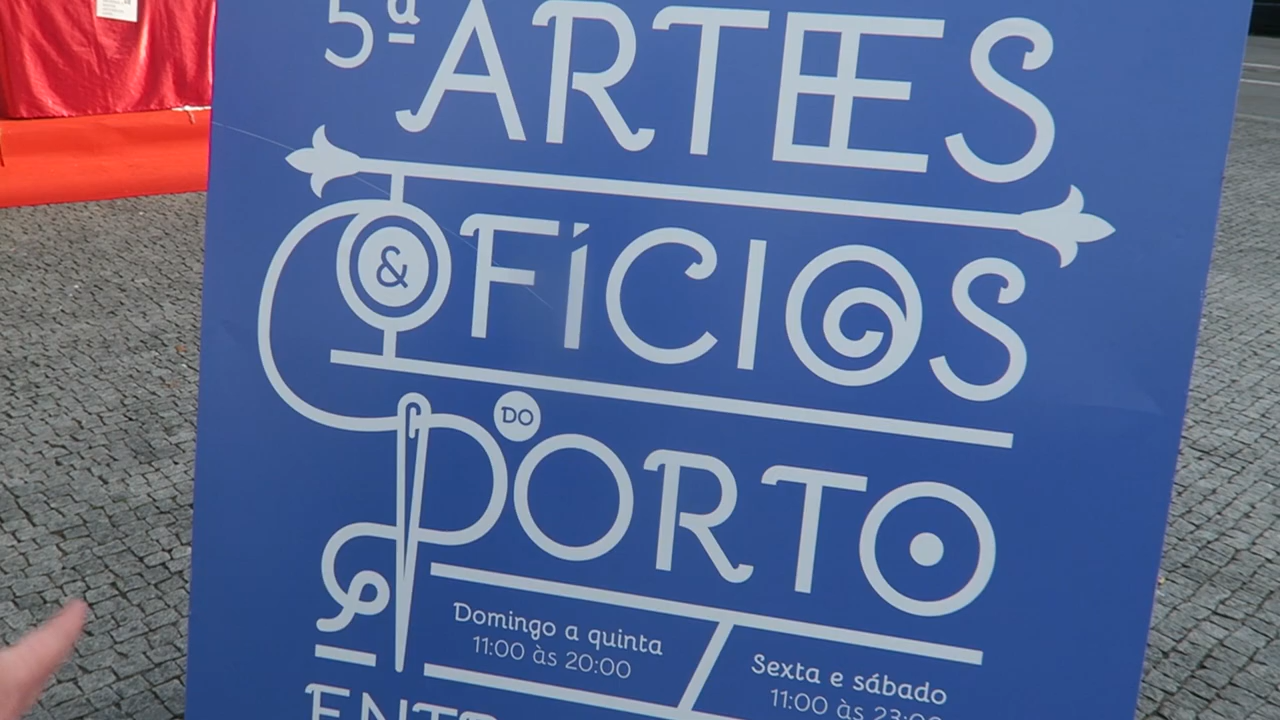 5ª ARTES
& OFÍCIOS
DO
PORTO
Domingo a quinta
11:00 às 20:00
Sexta e sábado
11:00 às 23:00